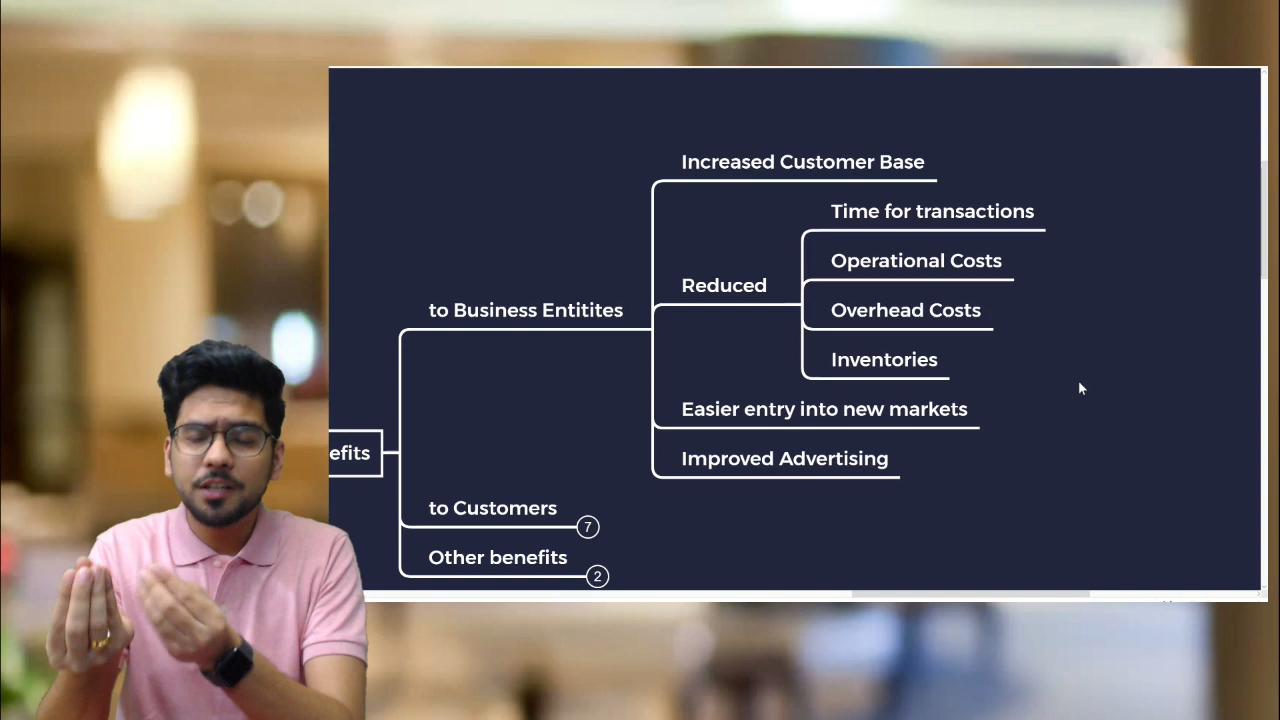 Increased Customer Base
Time for transactions
Operational Costs
Reduced
Overhead Costs
to Business Entitites
Inventories
Easier entry into new markets
efits
Improved Advertising
to Customers
7
Other benefits
2